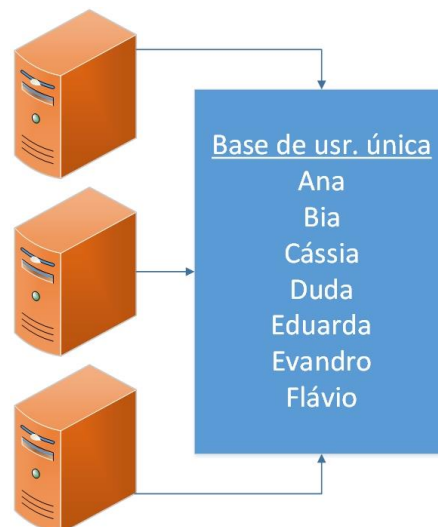 Base de usr. única
Ana
Bia
Cássia
Duda
Eduarda
Evandro
Flávio